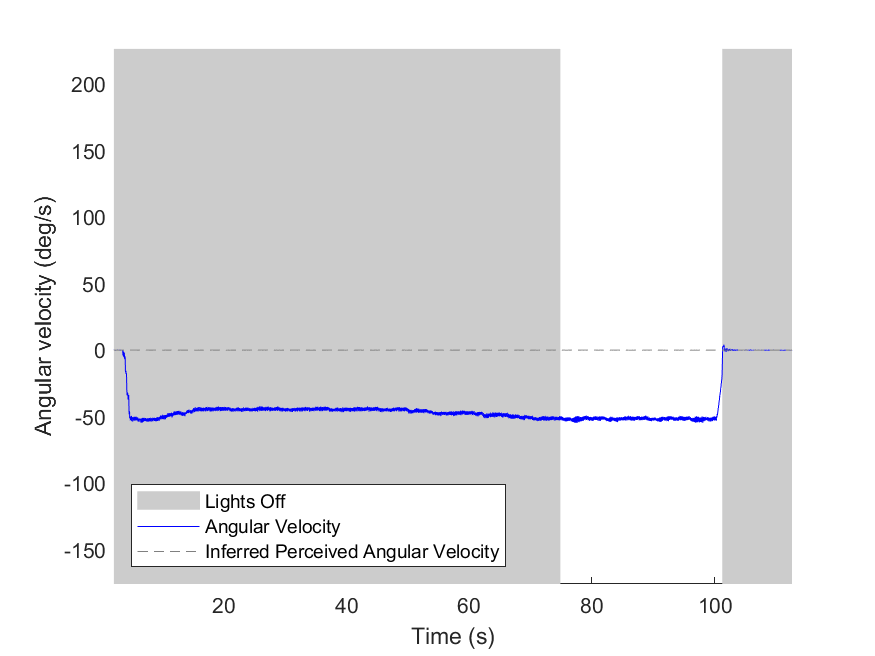 200
150
100
50
0
-50
-100
-150
Angular velocity (deg/s)
Lights Off
Angular Velocity
Inferred Perceived Angular Velocity
20 40 60 80 100
Time (s)